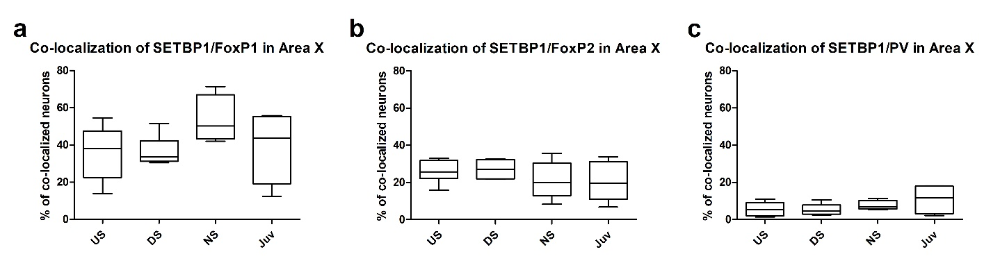 a
Co-localization of SETBP1/FoxP1 in Area X
% of co-localized neurons
80
60
40
20
0
US
DS
NS
Juv
b
Co-localization of SETBP1/FoxP2 in Area X
% of co-localized neurons
80
60
40
20
0
US
DS
NS
Juv
c
Co-localization of SETBP1/PV in Area X
% of co-localized neurons
80
60
40
20
0
US
DS
NS
Juv